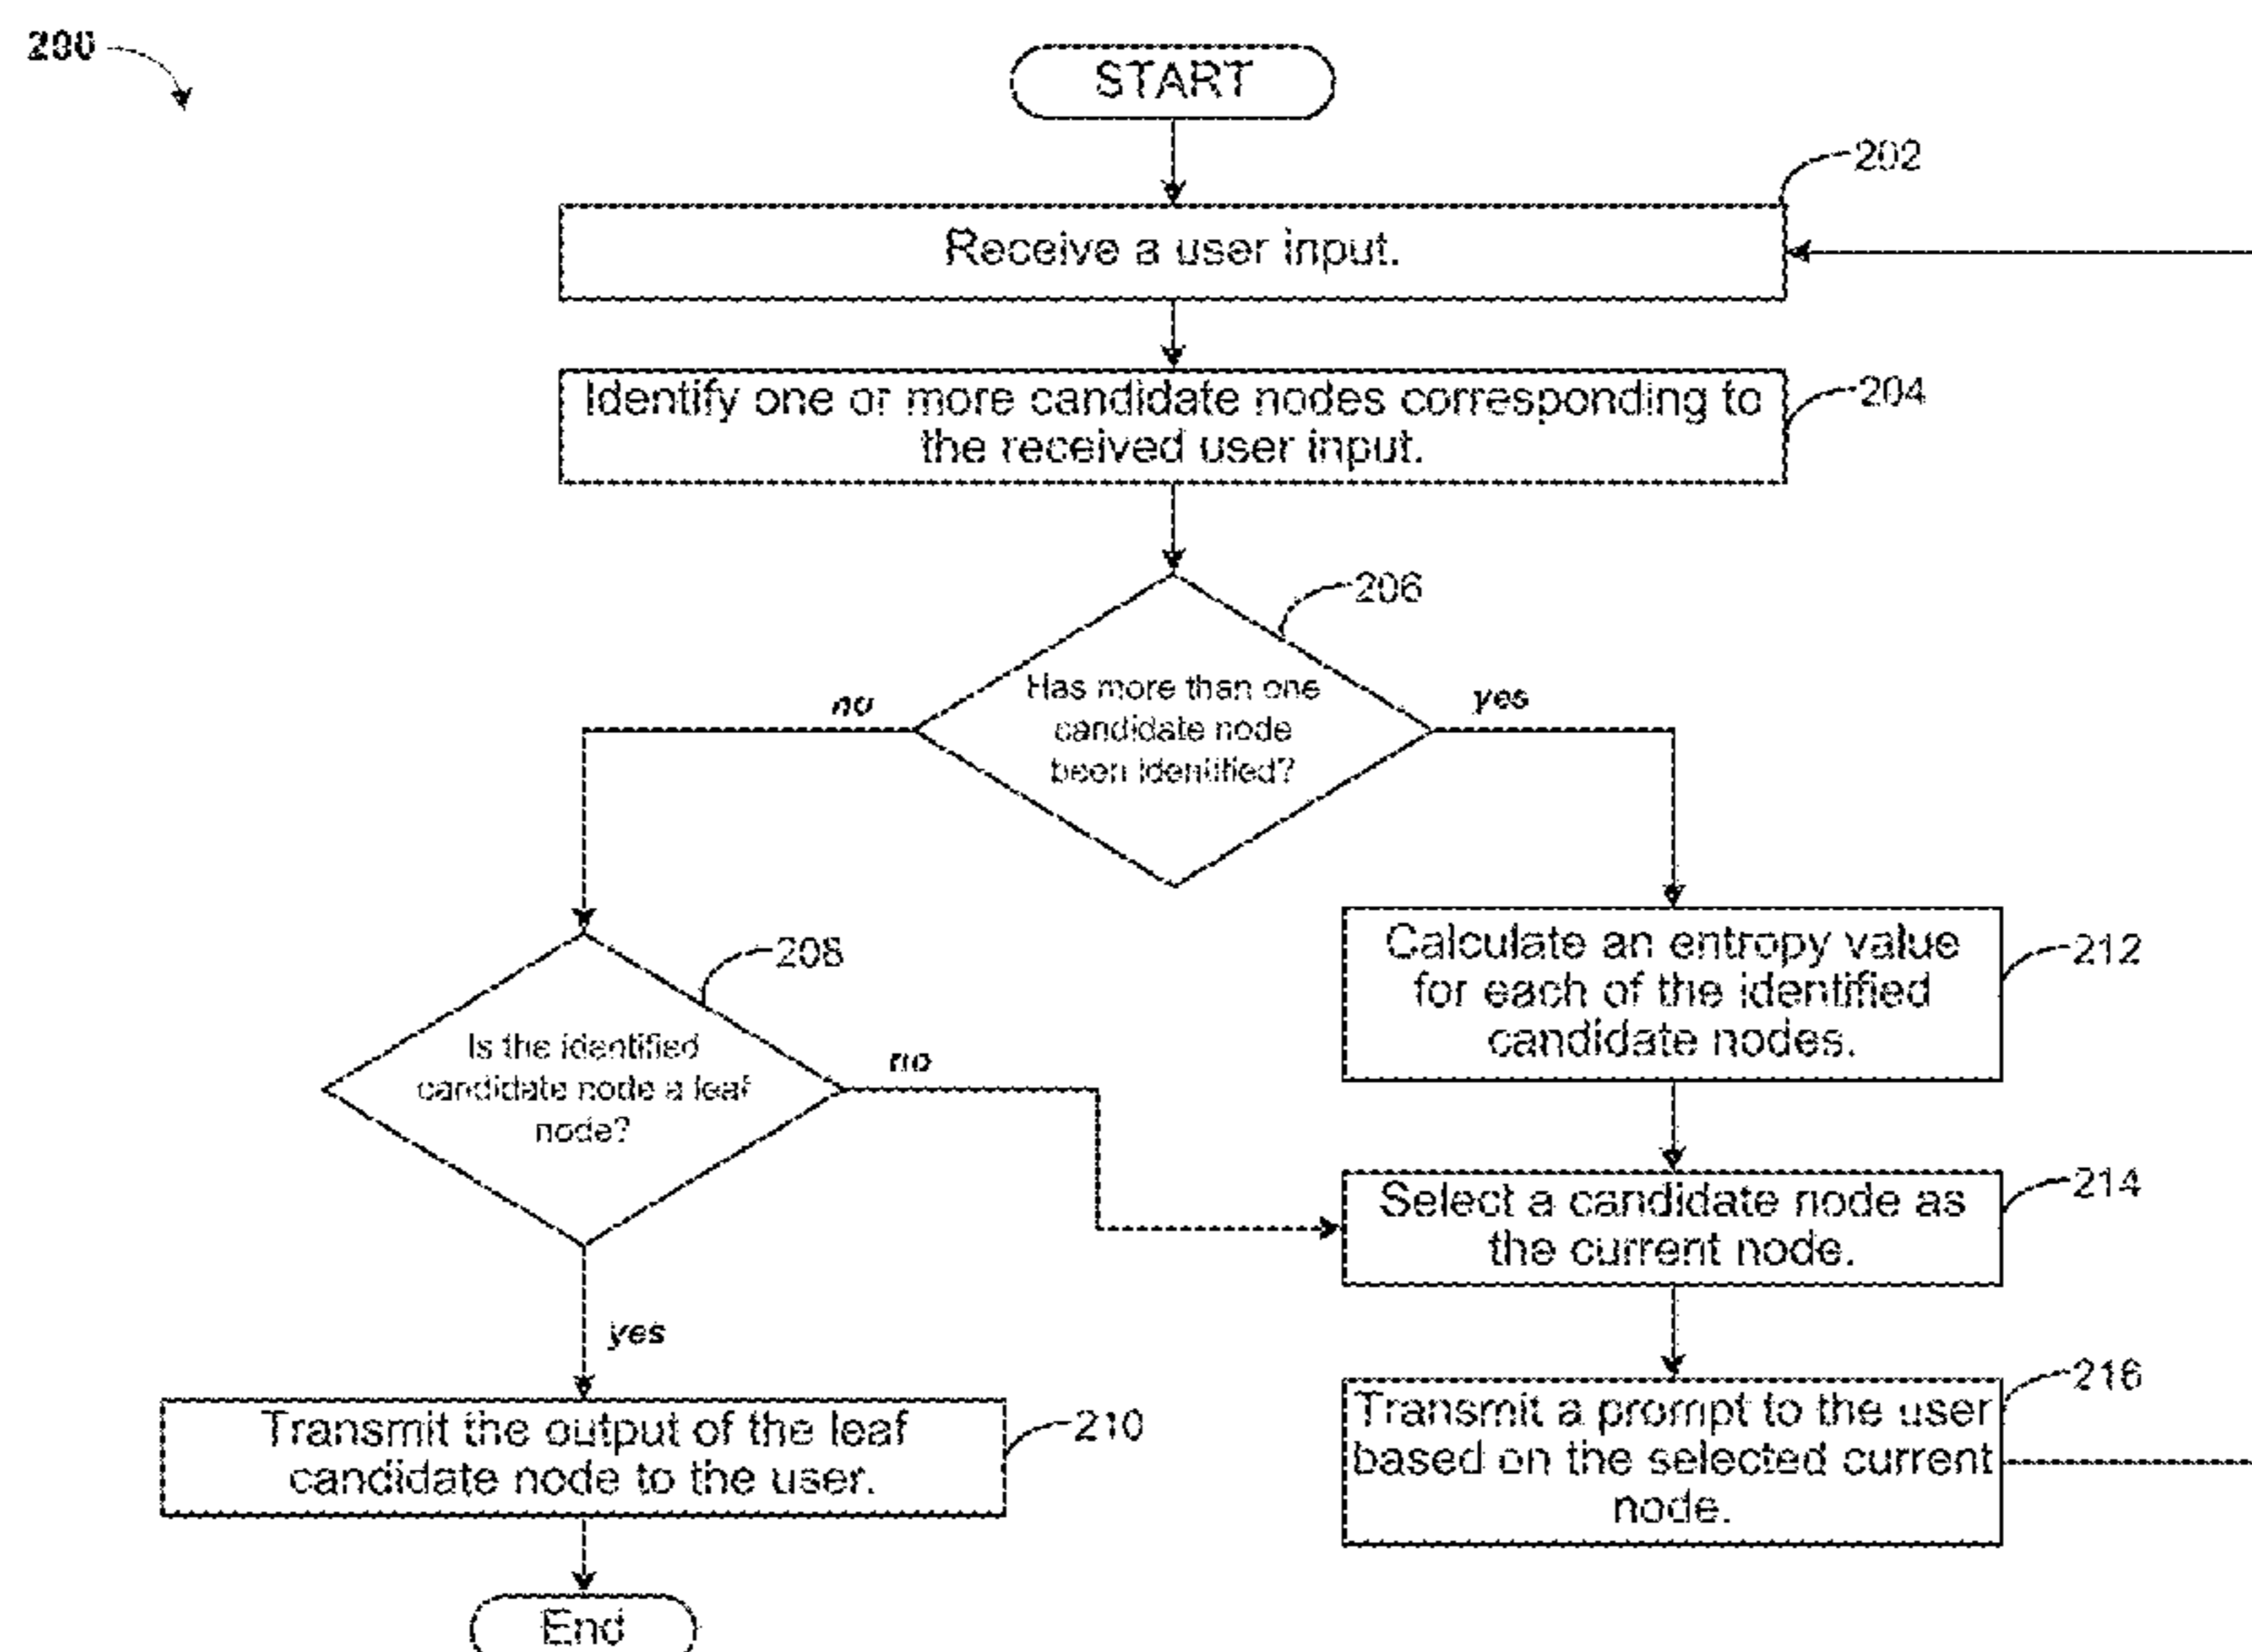 200
START
202
Receive a user input.
204
Identify one or more candidate nodes corresponding to
the received user input.
206
Has more than one
candidate node
been identified?
no
yes
208
Is the identified
candidate node a leaf
node?
no
yes
212
Calculate an entropy value
for each of the identified
candidate nodes.
214
Select a candidate node as
the current node.
216
Transmit a prompt to the user
based on the selected current
node.
210
Transmit the output of the leaf
candidate node to the user.
End